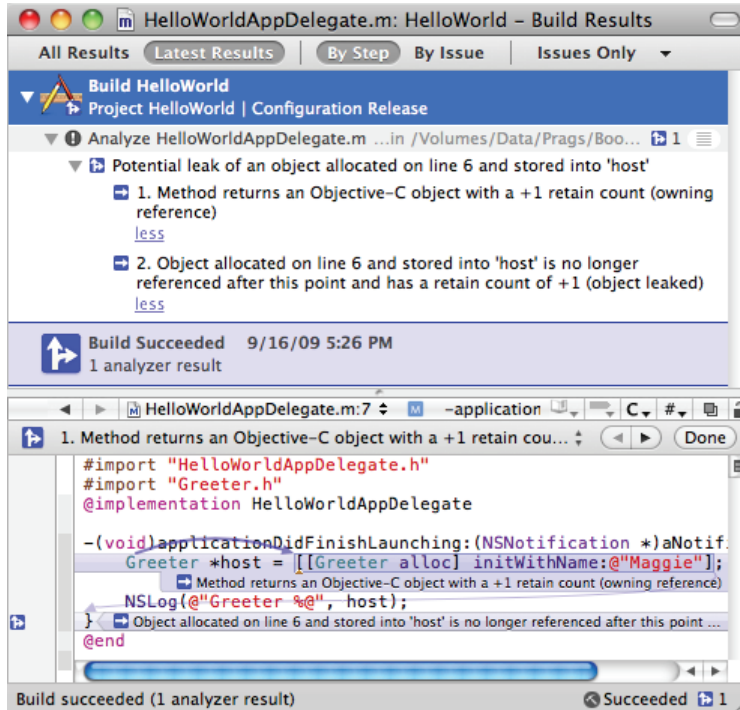 HelloWorldAppDelegate.m: HelloWorld – Build Results
All Results Latest Results By Step By Issue Issues Only
Build HelloWorld
Project HelloWorld | Configuration Release
Analyze HelloWorldAppDelegate.m ...in /Volumes/Data/Prags/Boo... 1
Potential leak of an object allocated on line 6 and stored into 'host'
1. Method returns an Objective-C object with a +1 retain count (owning
reference)
less
2. Object allocated on line 6 and stored into 'host' is no longer
referenced after this point and has a retain count of +1 (object leaked)
less
Build Succeeded 9/16/09 5:26 PM
1 analyzer result
HelloWorldAppDelegate.m:7 M -application C #
1. Method returns an Objective-C object with a +1 retain cou... Done
#import "HelloWorldAppDelegate.h"
#import "Greeter.h"
@implementation HelloWorldAppDelegate
-(void)applicationDidFinishLaunching:(NSNotification *)aNotif
Greeter *host = [[Greeter alloc] initWithName:@"Maggie"];
Method returns an Objective-C object with a +1 retain count (owning reference)
NSLog(@"Greeter %@", host);
} Object allocated on line 6 and stored into 'host' is no longer referenced after this point ...
@end
Build succeeded (1 analyzer result) Succeeded 1